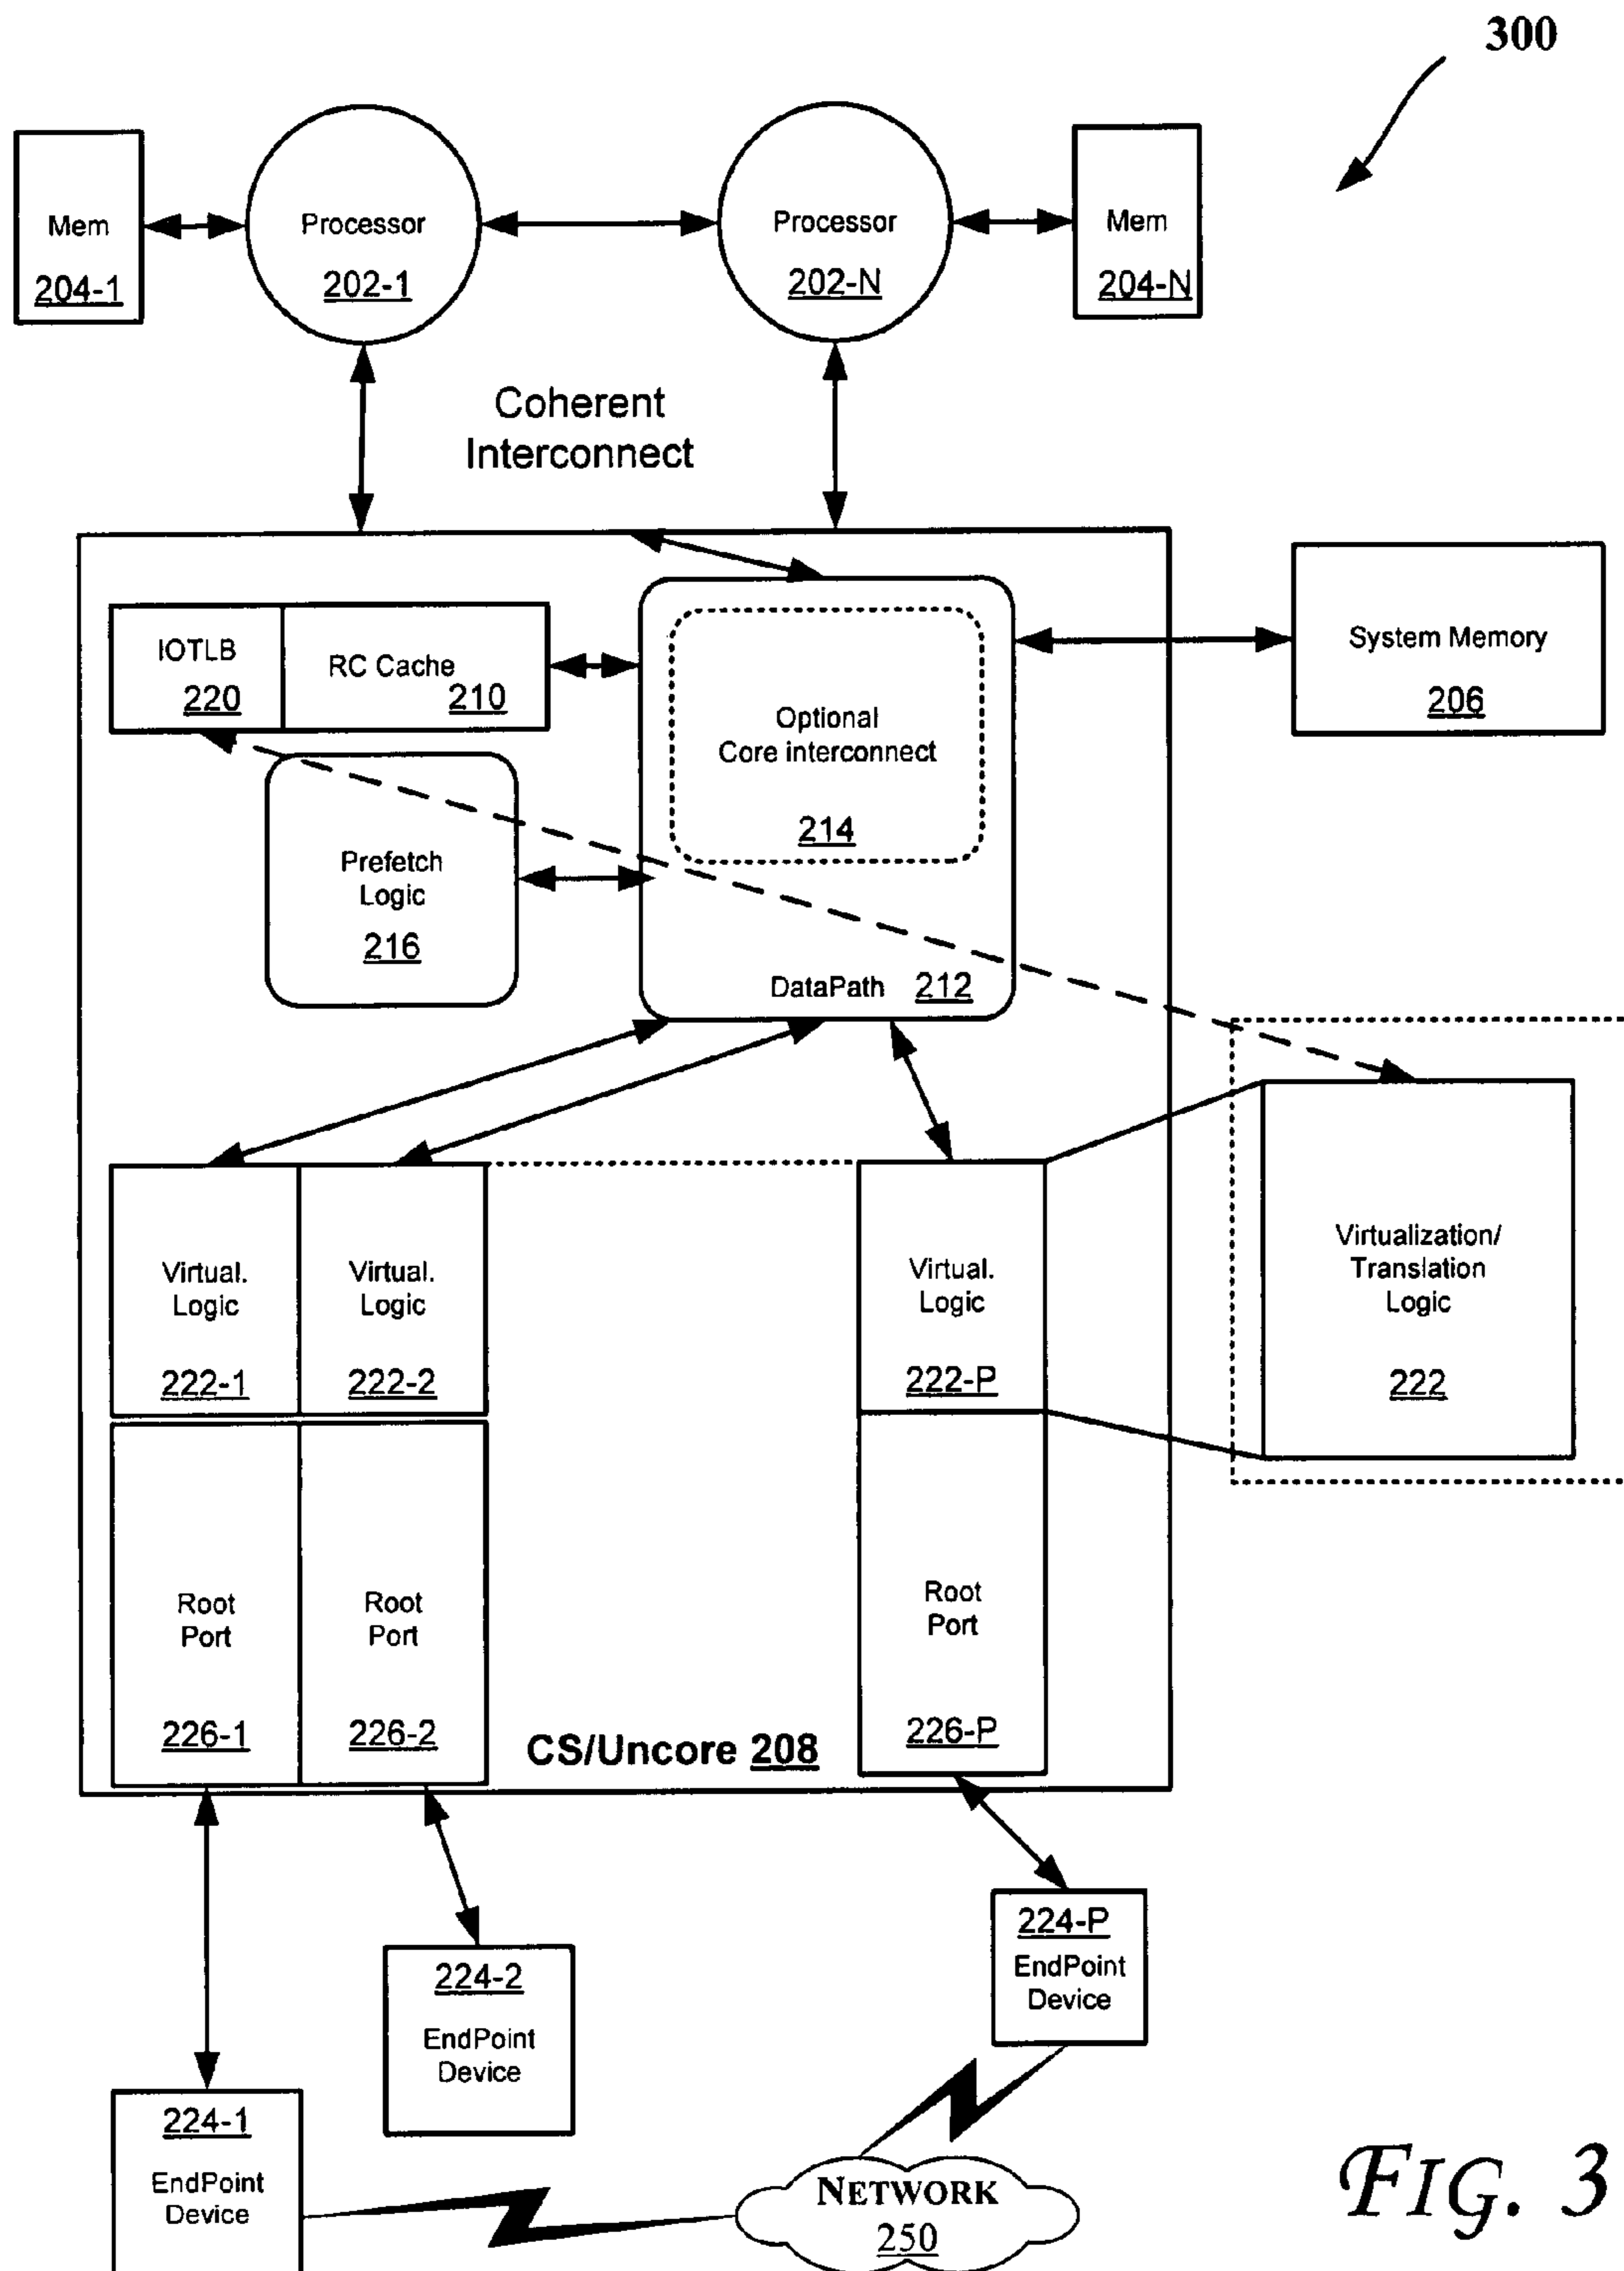 300
Mem
204-1
Processor
202-1
Processor
202-N
Mem
204-N
Coherent
Interconnect
IOTLB
220
RC Cache
210
Optional
Core interconnect
214
System Memory
206
Prefetch
Logic
216
DataPath 212
Virtual.
Logic
222-1
Virtual.
Logic
222-2
Virtual.
Logic
222-P
Virtualization/
Translation
Logic
222
Root
Port
226-1
Root
Port
226-2
Root
Port
226-P
CS/Uncore 208
224-P
EndPoint
Device
224-2
EndPoint
Device
224-1
EndPoint
Device
NETWORK
250
FIG. 3